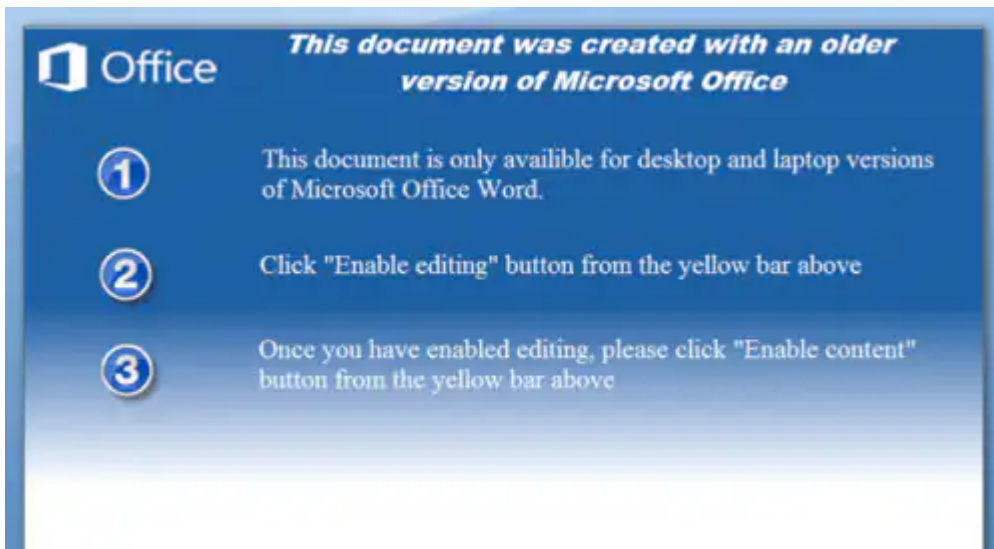 Office
This document was created with an older
version of Microsoft Office
1
This document is only availible for desktop and laptop versions
of Microsoft Office Word.
2
Click "Enable editing" button from the yellow bar above
3
Once you have enabled editing, please click "Enable content"
button from the yellow bar above